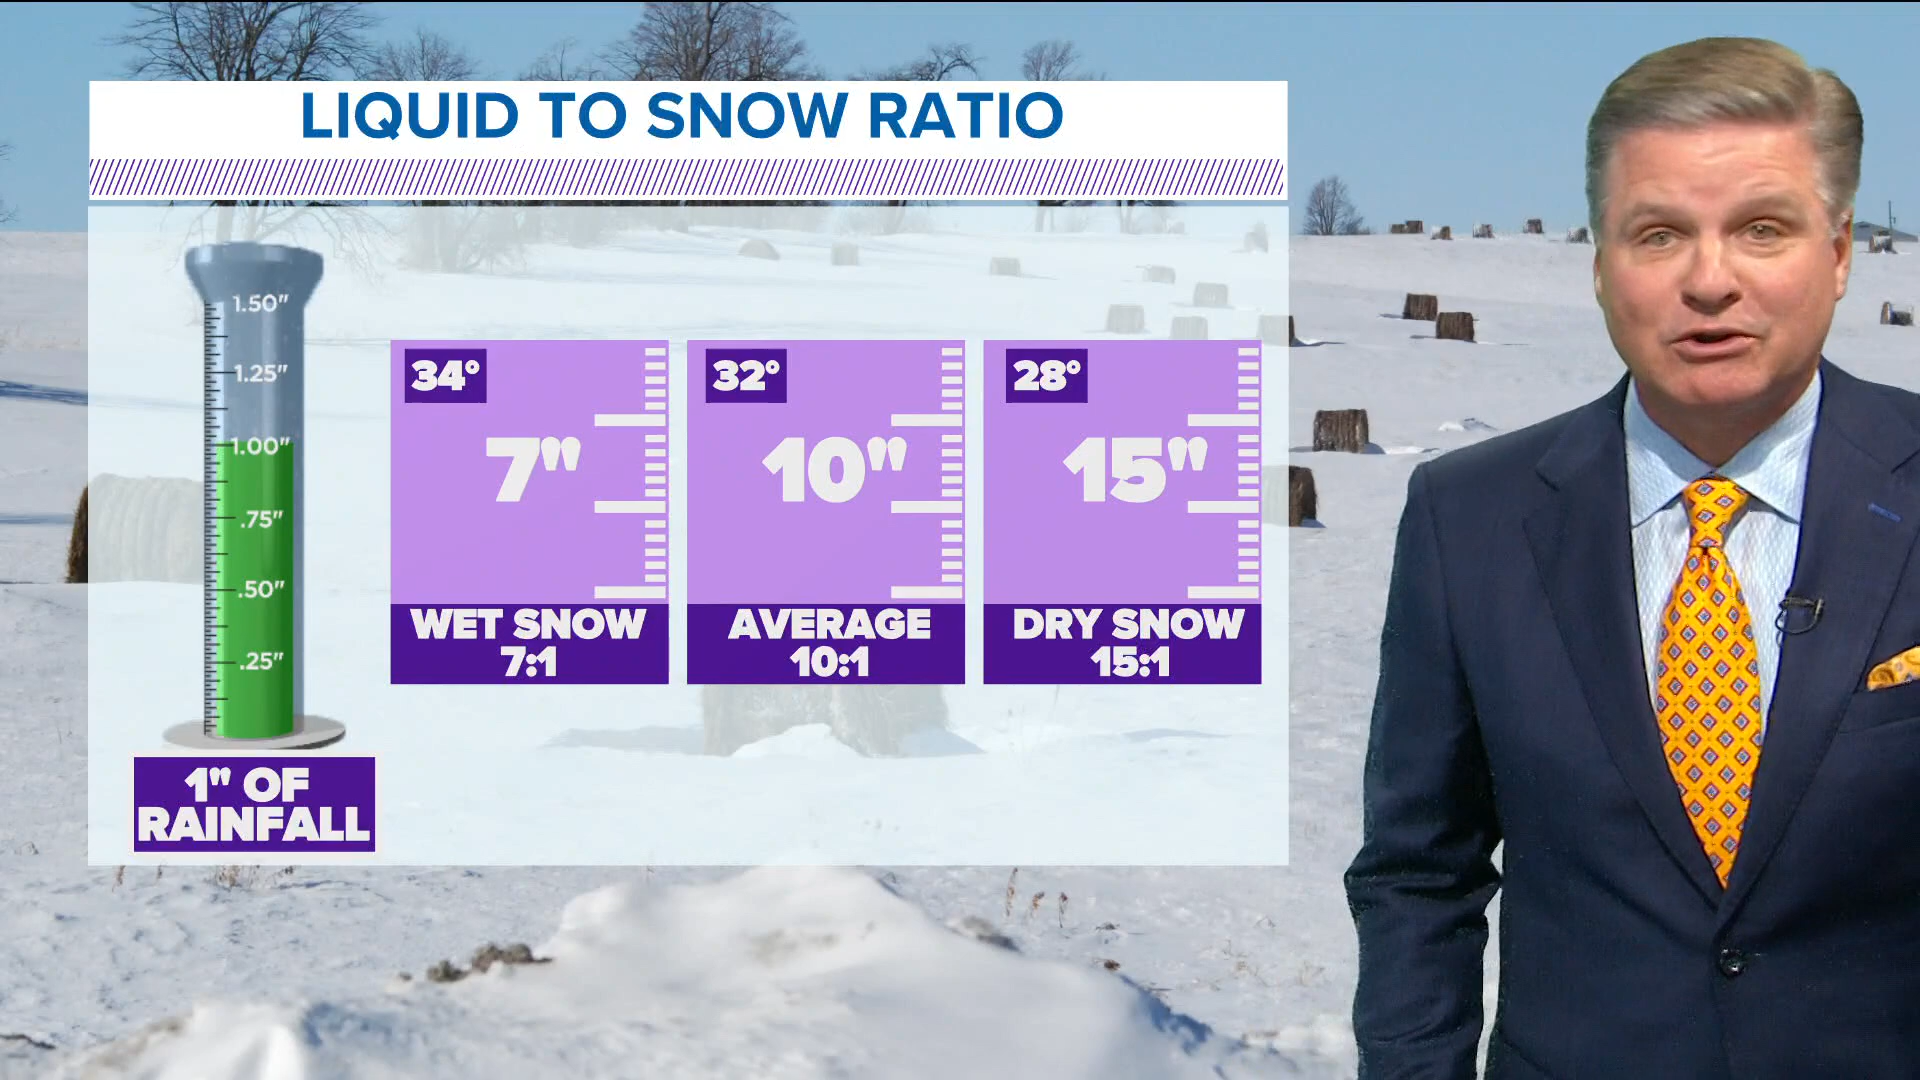 LIQUID TO SNOW RATIO
1.50"
1.25"
1.00"
.75"
.50"
.25"
1" OF
RAINFALL
34°
7"
WET SNOW
7:1
32°
10"
AVERAGE
10:1
28°
15"
DRY SNOW
15:1